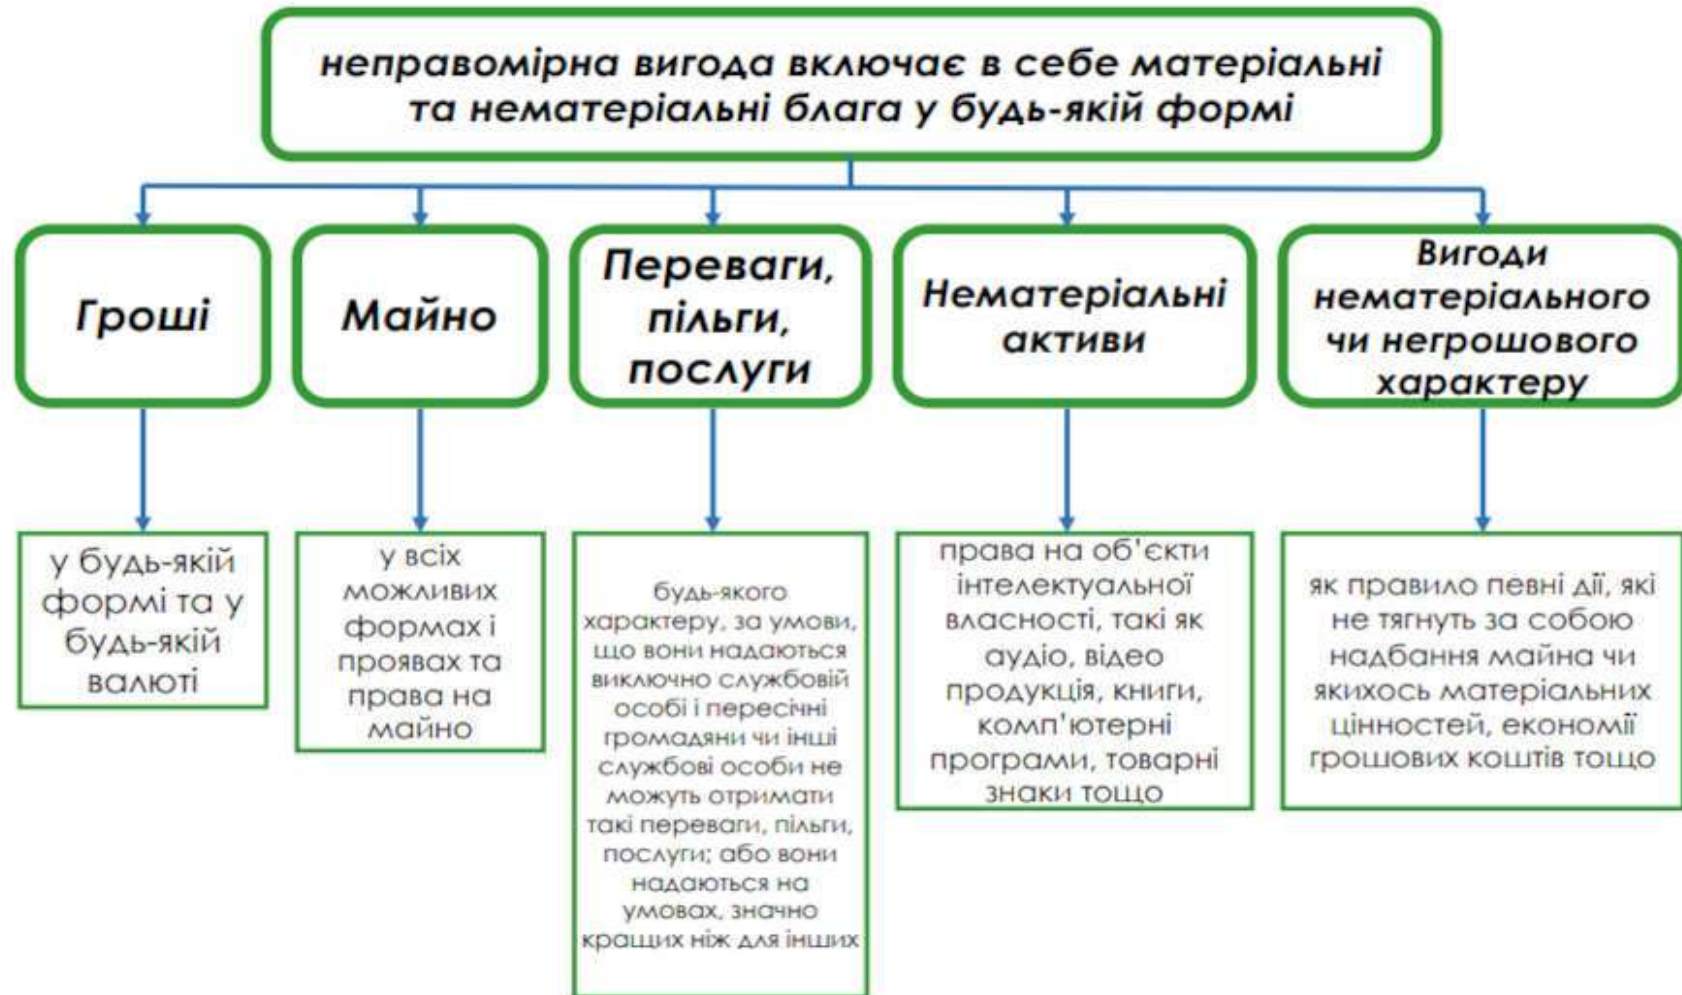 неправомірна вигода включає в себе матеріальні
та нематеріальні блага у будь-якій формі
Гроші
Майно
Переваги,
пільги,
послуги
Нематеріальні
активи
Вигоди
нематеріального
чи негрошового
характеру
у будь-якій
формі та у
будь-якій
валюті
у всіх
можливих
формах і
проявах та
права на
майно
будь-якого
характеру, за умови,
що вони надаються
виключно службовій
особі і пересічні
громадяни чи інші
службові особи не
можуть отримати
такі переваги, пільги,
послуги; або вони
надаються на
умовах, значно
кращих ніж для інших
права на об'єкти
інтелектуальної
власності, такі як
аудіо, відео
продукція, книги,
комп'ютерні
програми, товарні
знаки тощо
як правило певні дії, які
не тягнуть за собою
надбання майна чи
якихось матеріальних
цінностей, економії
грошових коштів тощо